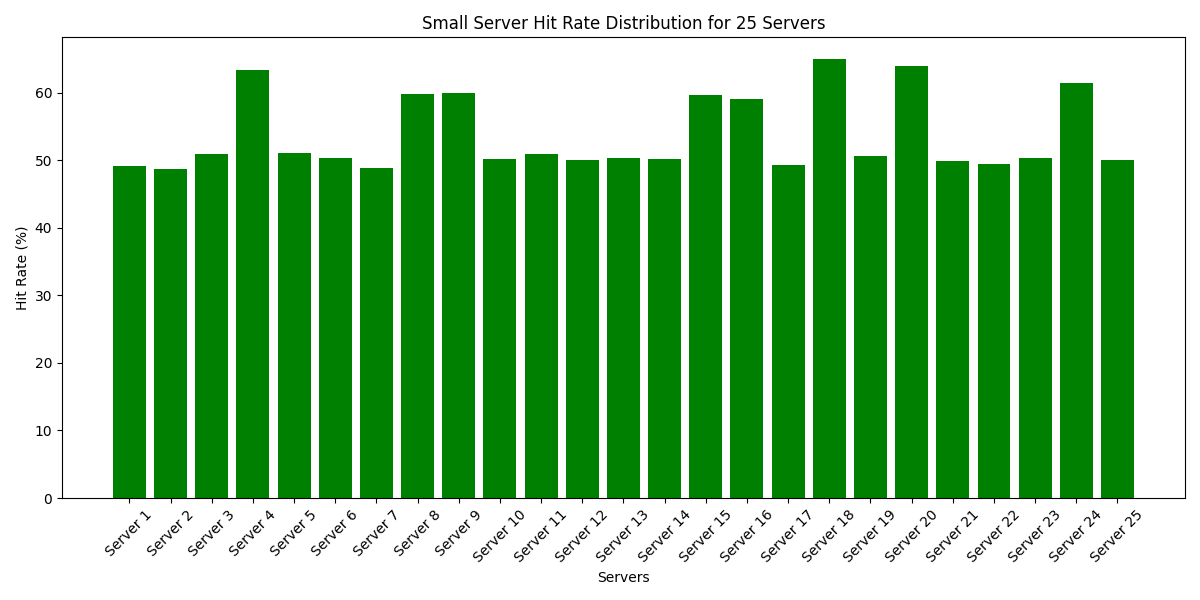 Small Server Hit Rate Distribution for 25 Servers
Hit Rate (%)
60
50
40
30
20
10
0
Server 1
Server 2
Server 3
Server 4
Server 5
Server 6
Server 7
Server 8
Server 9
Server 10
Server 11
Server 12
Server 13
Server 14
Server 15
Server 16
Server 17
Server 18
Server 19
Server 20
Server 21
Server 22
Server 23
Server 24
Server 25
Servers